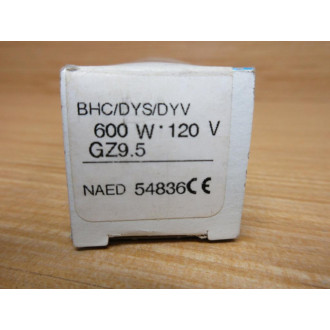 BHC/DYS/DYV
600 W·120 V
GZ9.5
NAED 54836 CE